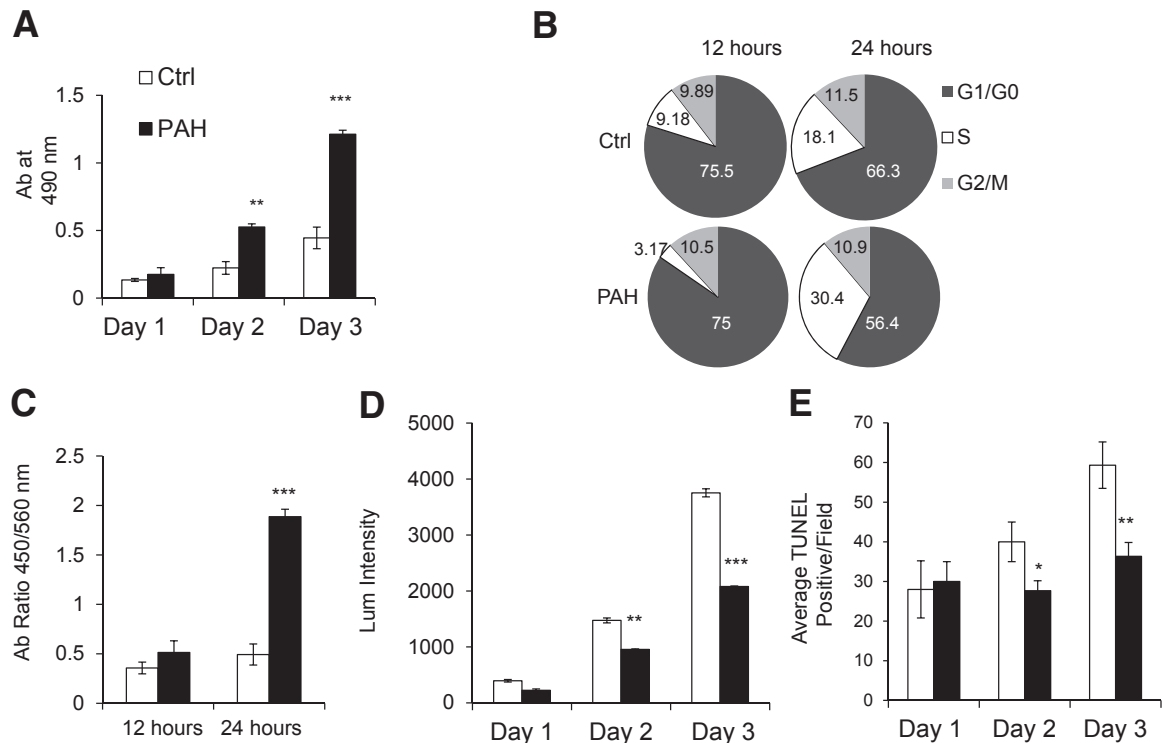 A
Ctrl
PAH
Ab at
490 nm
1.5
1
0.5
0
**
***
Day 1
Day 2
Day 3
B
12 hours
24 hours
Ctrl
9.89
9.18
75.5
11.5
18.1
66.3
G1/G0
S
G2/M
PAH
3.17
10.5
75
10.9
30.4
56.4
C
Ab Ratio 450/560 nm
2.5
2
1.5
1
0.5
0
***
12 hours
24 hours
D
Lum Intensity
5000
4000
3000
2000
1000
0
**
***
Day 1
Day 2
Day 3
E
Average TUNEL
Positive/Field
70
60
50
40
30
20
10
0
*
**
Day 1
Day 2
Day 3